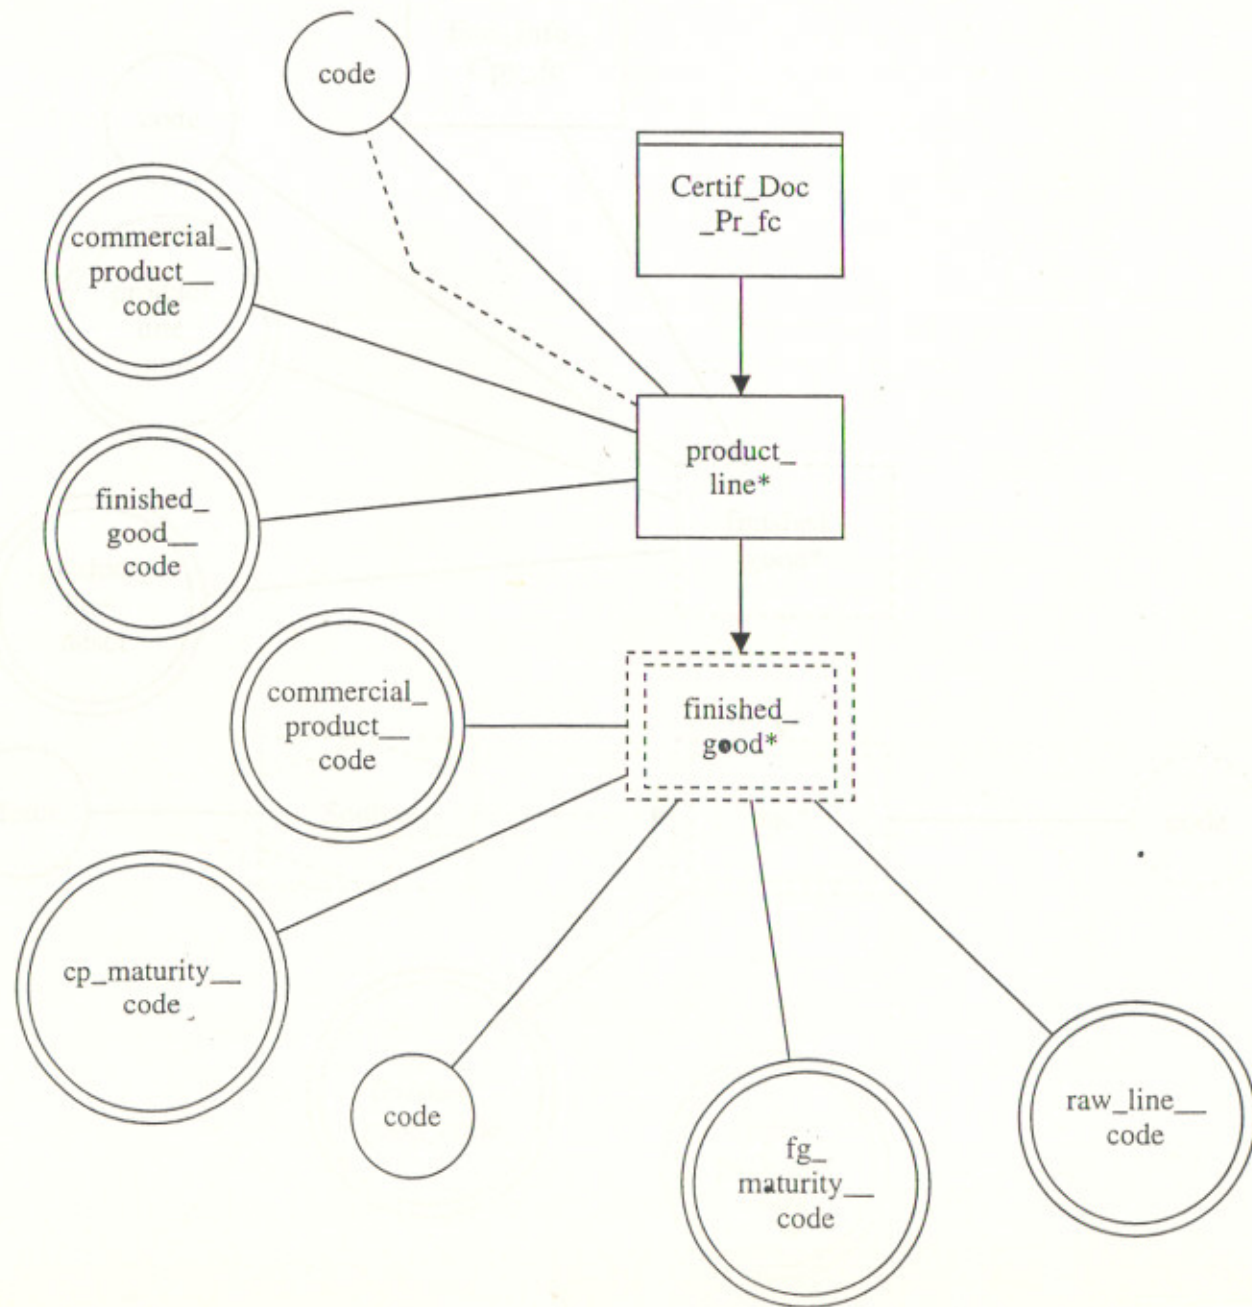 code
Certif_Doc
_Pr_fc
commercial_
product__
code
product_
line*
finished_
good__
code
commercial_
product__
code
finished_
good*
cp_maturity__
code
code
fg_
maturity__
code
raw_line__
code